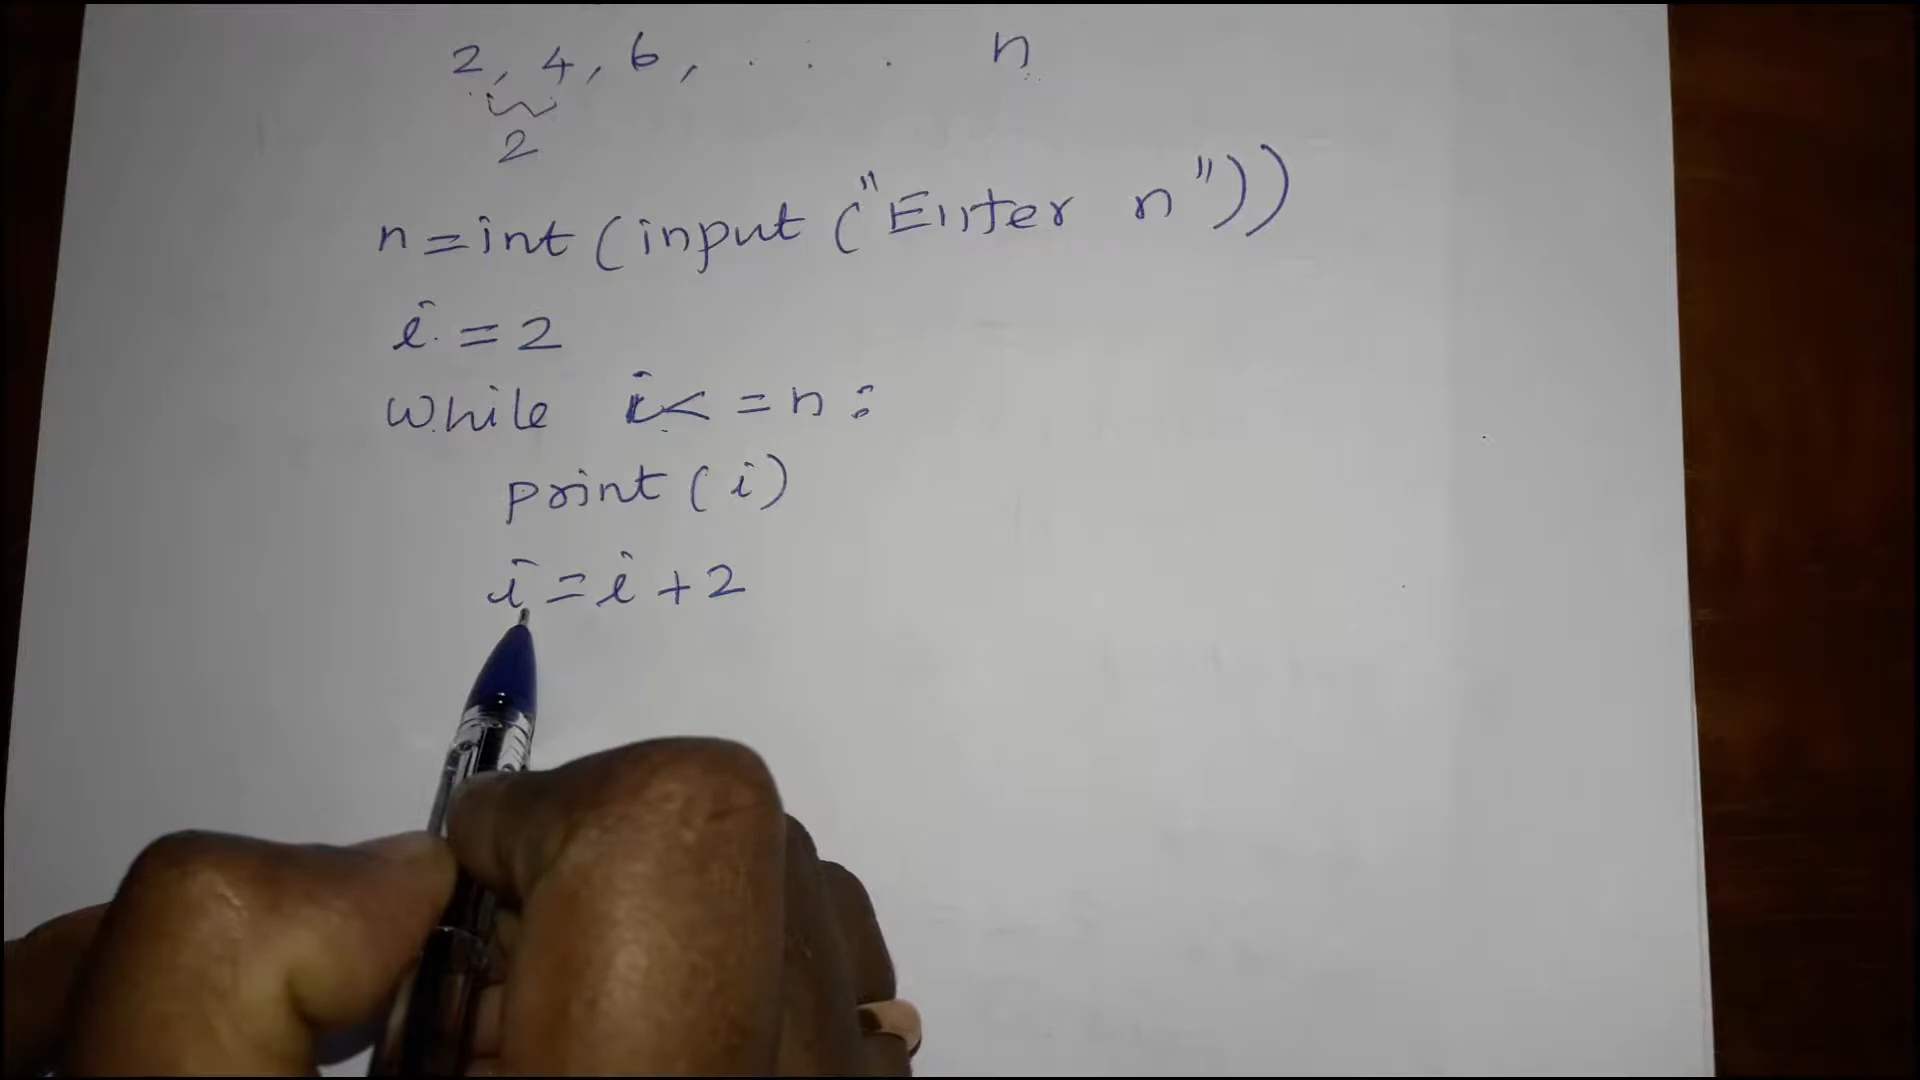 2, 4, 6, . . . n
2
n=int(input("Enter n"))
i=2
while i<=n:
print(i)
i=i+2